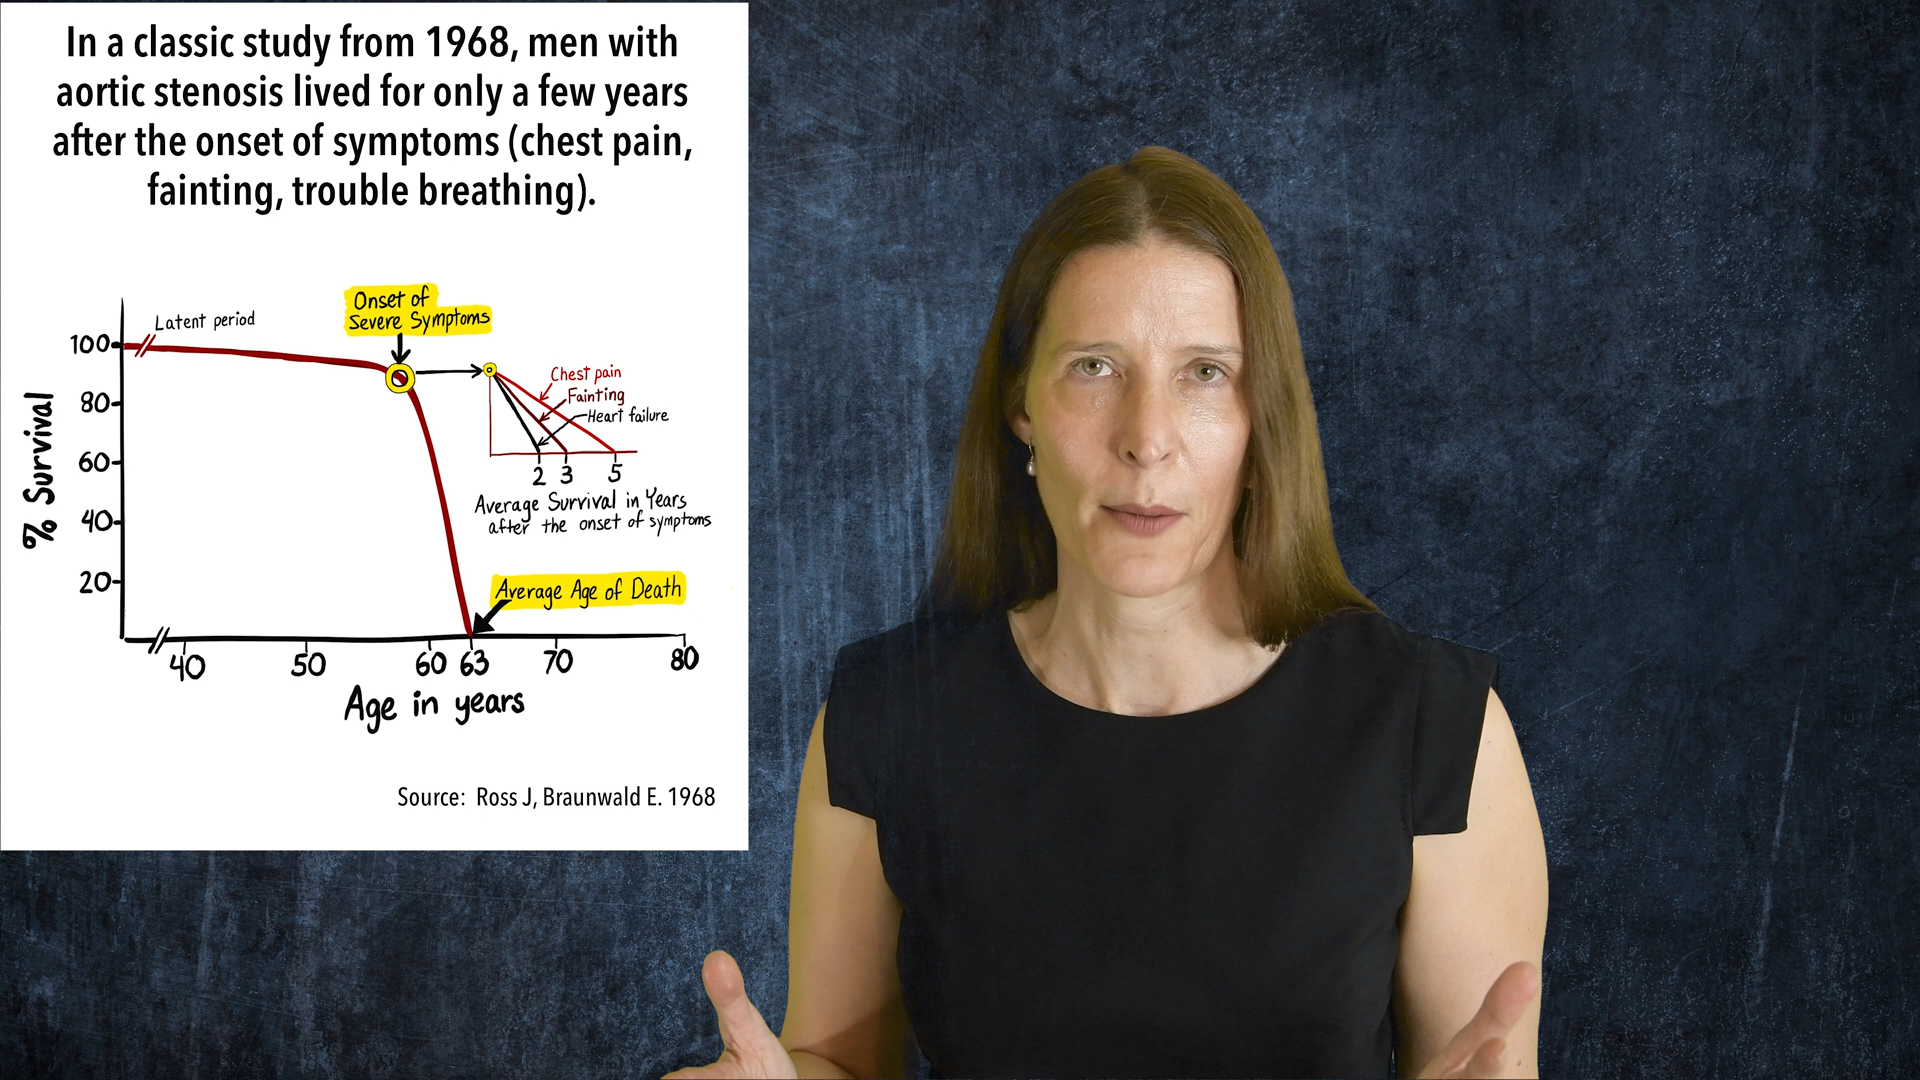 In a classic study from 1968, men with
aortic stenosis lived for only a few years
after the onset of symptoms (chest pain,
fainting, trouble breathing).
Onset of
Severe Symptoms
Latent period
100
80
60
40
20
% Survival
Chest pain
Fainting
Heart failure
2 3 5
Average Survival in Years
after the onset of symptoms
Average Age of Death
40 50 60 63 70 80
Age in years
Source: Ross J, Braunwald E. 1968